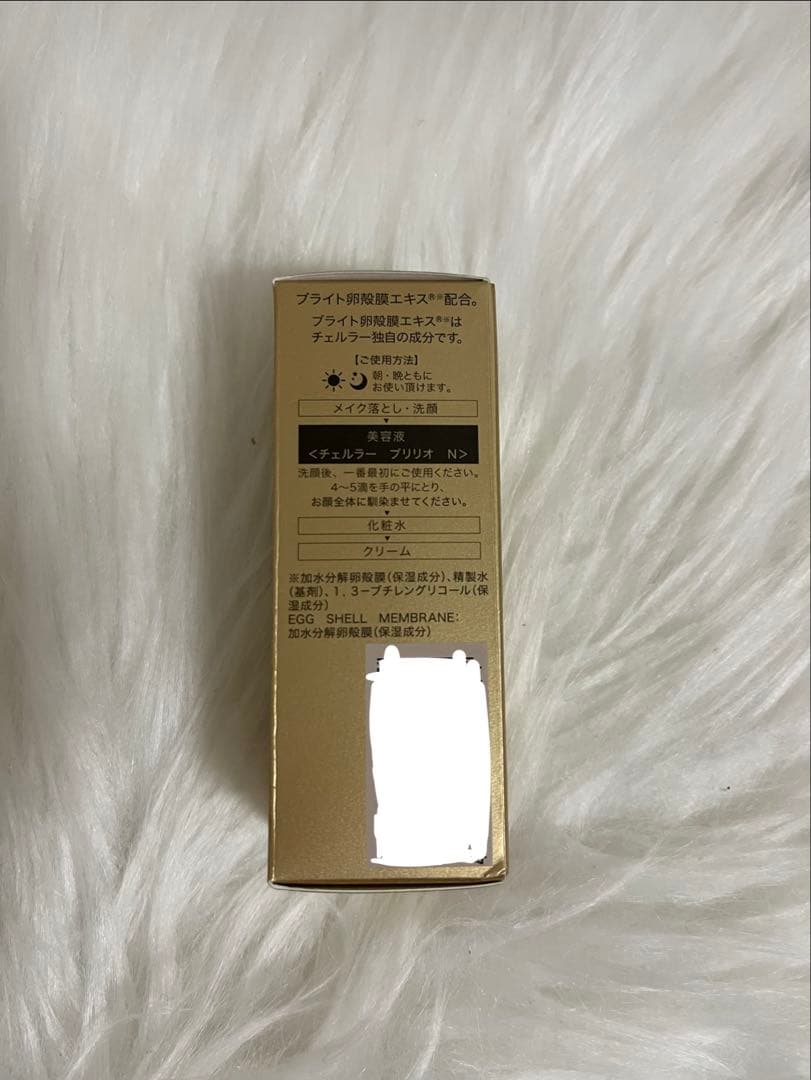 ブライト卵殻膜エキス®※配合。
ブライト卵殻膜エキス®※は
チェルラー独自の成分です。
【ご使用方法】
朝・晩ともに
お使い頂けます。
メイク落とし・洗顔
美容液
＜チェルラー　ブリリオ　N＞
洗顔後、一番最初にご使用ください。
4〜5滴を手の平にとり、
お顔全体に馴染ませてください。
化粧水
クリーム
※加水分解卵殻膜(保湿成分)、精製水
(基剤)、1，3ーブチレングリコール(保
湿成分)
EGG　SHELL　MEMBRANE：
加水分解卵殻膜(保湿成分)